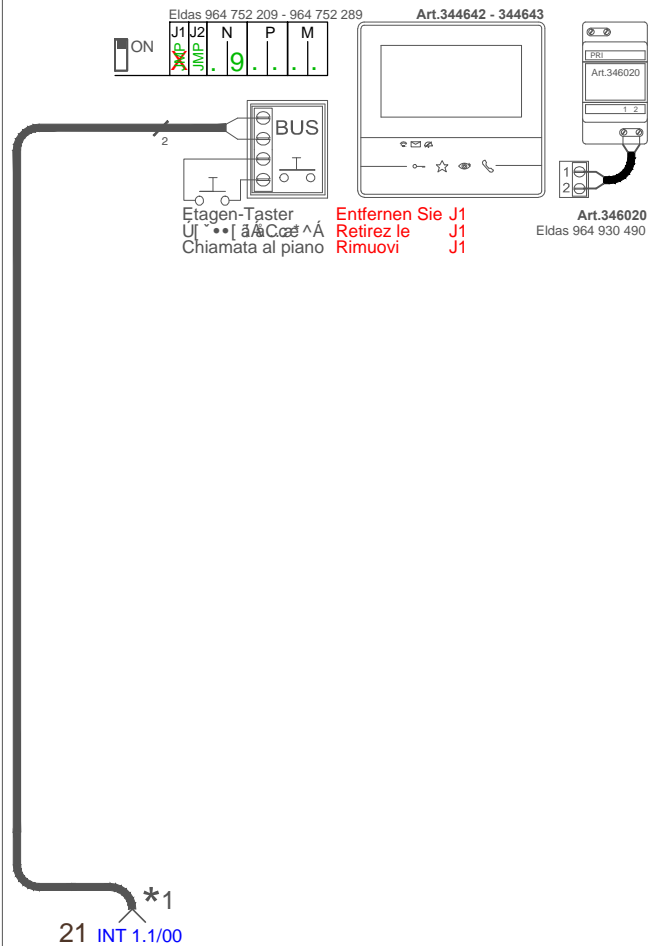 Eldas 964 752 209 - 964 752 289
Art.344642 - 344643
ON
J1 J2 N P M
JMP JMP . 9 . . . .
PRI
Art.346020
1 2
BUS
2
1
2
Etagen-Taster
Entfernen Sie J1
Retirez le J1
Chiamata al piano
Rimuovi J1
Art.346020
Eldas 964 930 490
*1
21 INT 1.1/00